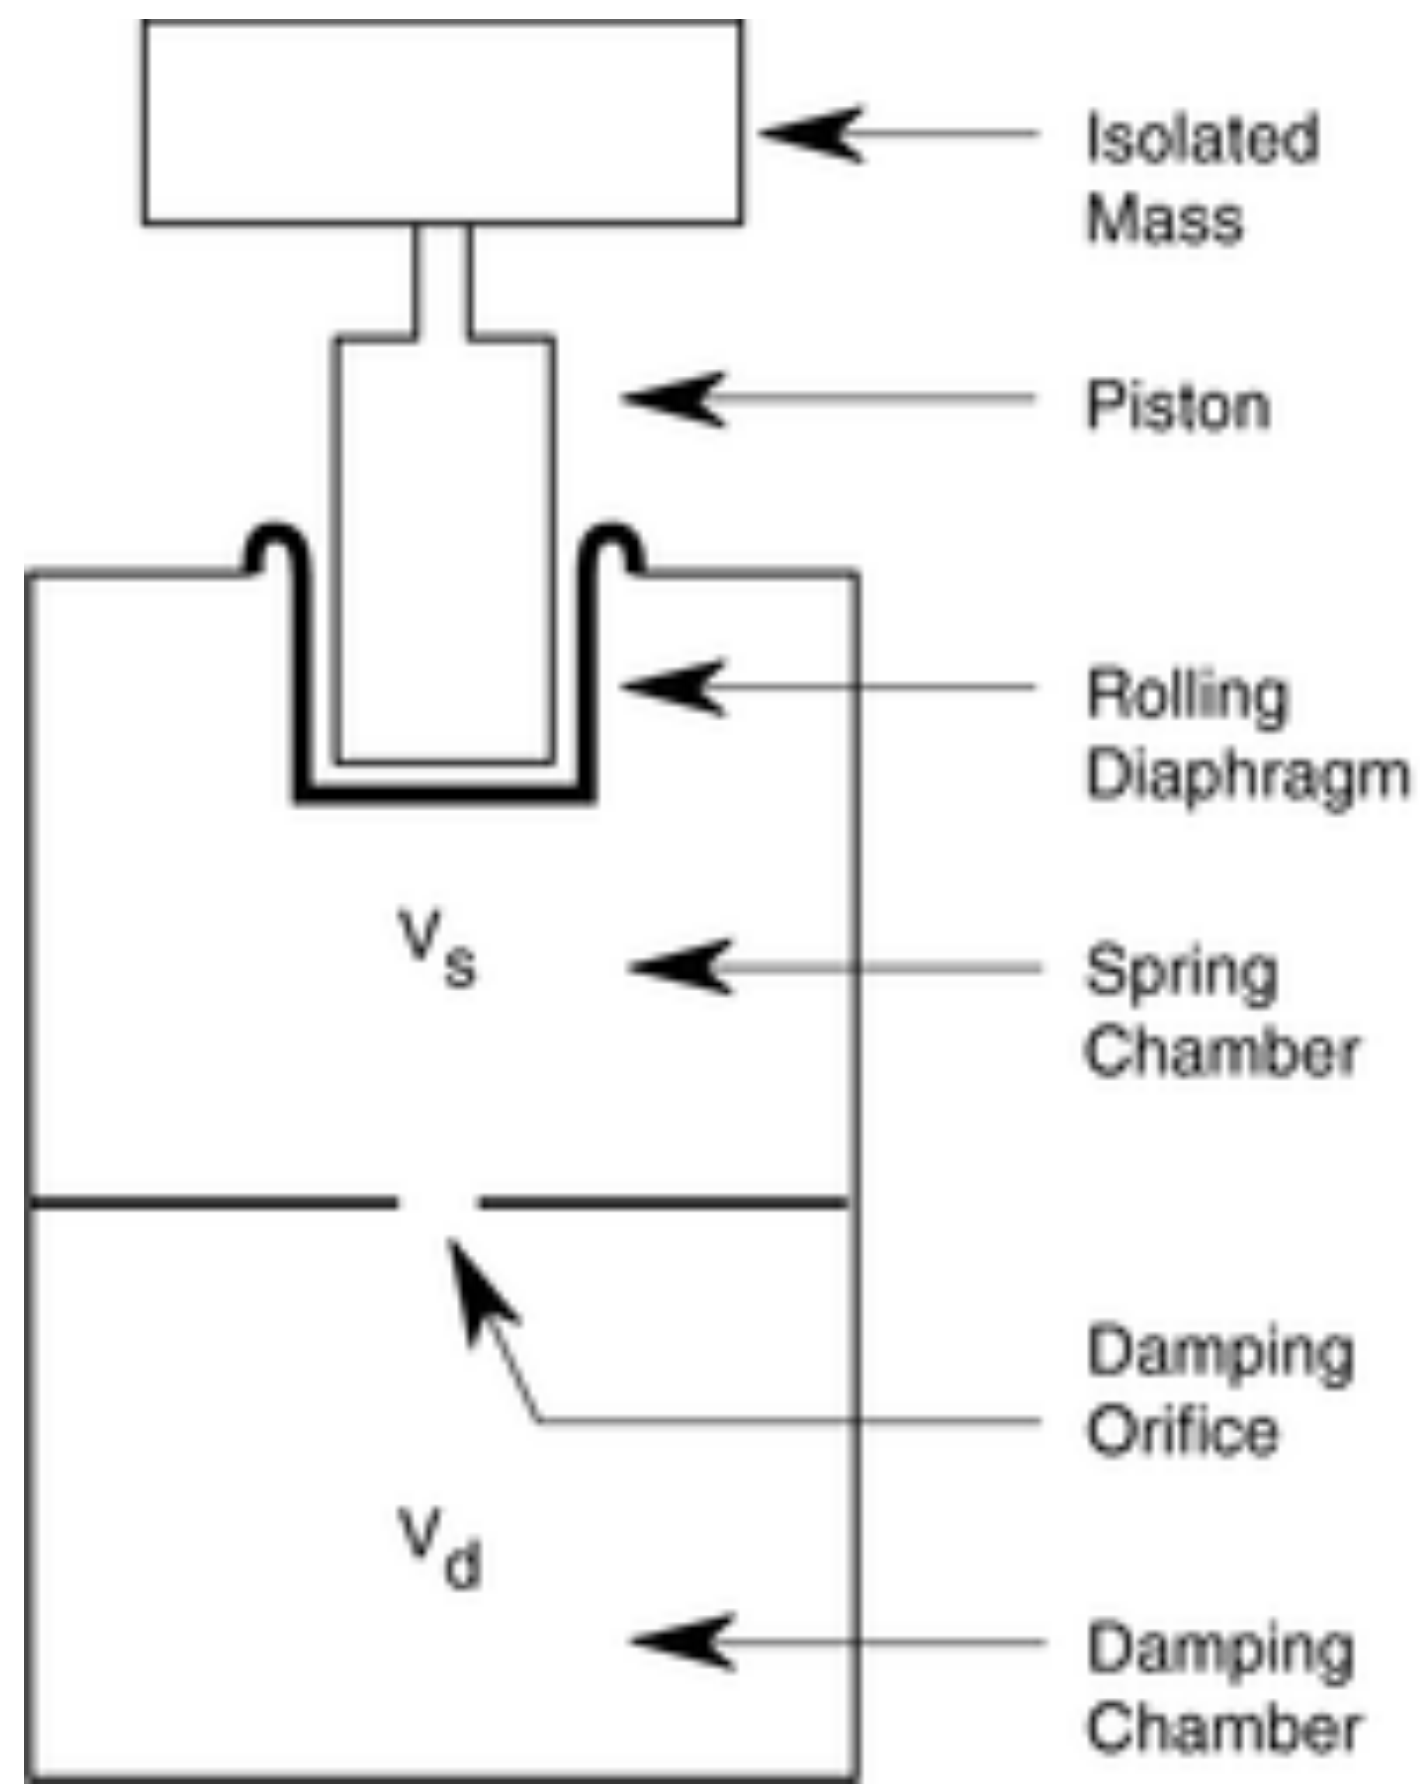 Isolated
Mass
Piston
Rolling
Diaphragm
Vs
Spring
Chamber
Damping
Orifice
Vd
Damping
Chamber